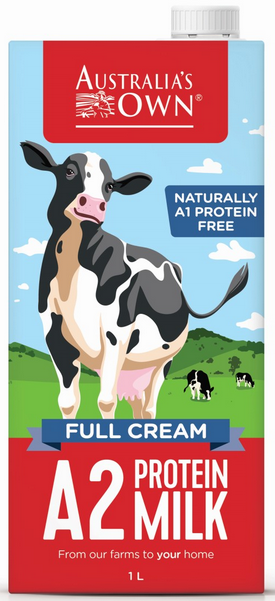 AUSTRALIA'S
OWN®
NATURALLY
A1 PROTEIN
FREE
FULL CREAM
A2 PROTEIN
MILK
From our farms to your home
1 L